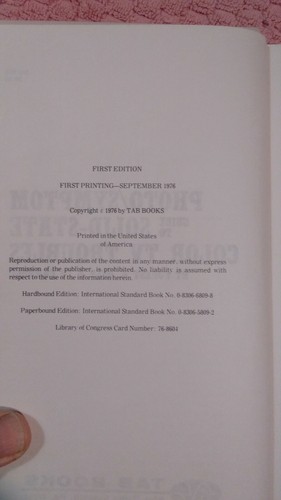 FIRST EDITION
FIRST PRINTING—SEPTEMBER 1976
Copyright c 1976 by TAB BOOKS
Printed in the United States
of America
Reproduction or publication of the content in any manner, without express
permission of the publisher, is prohibited. No liability is assumed with
respect to the use of the information herein.
Hardbound Edition: International Standard Book No. 0-8306-6809-8
Paperbound Edition: International Standard Book No. 0-8306-5809-2
Library of Congress Card Number: 76-8601